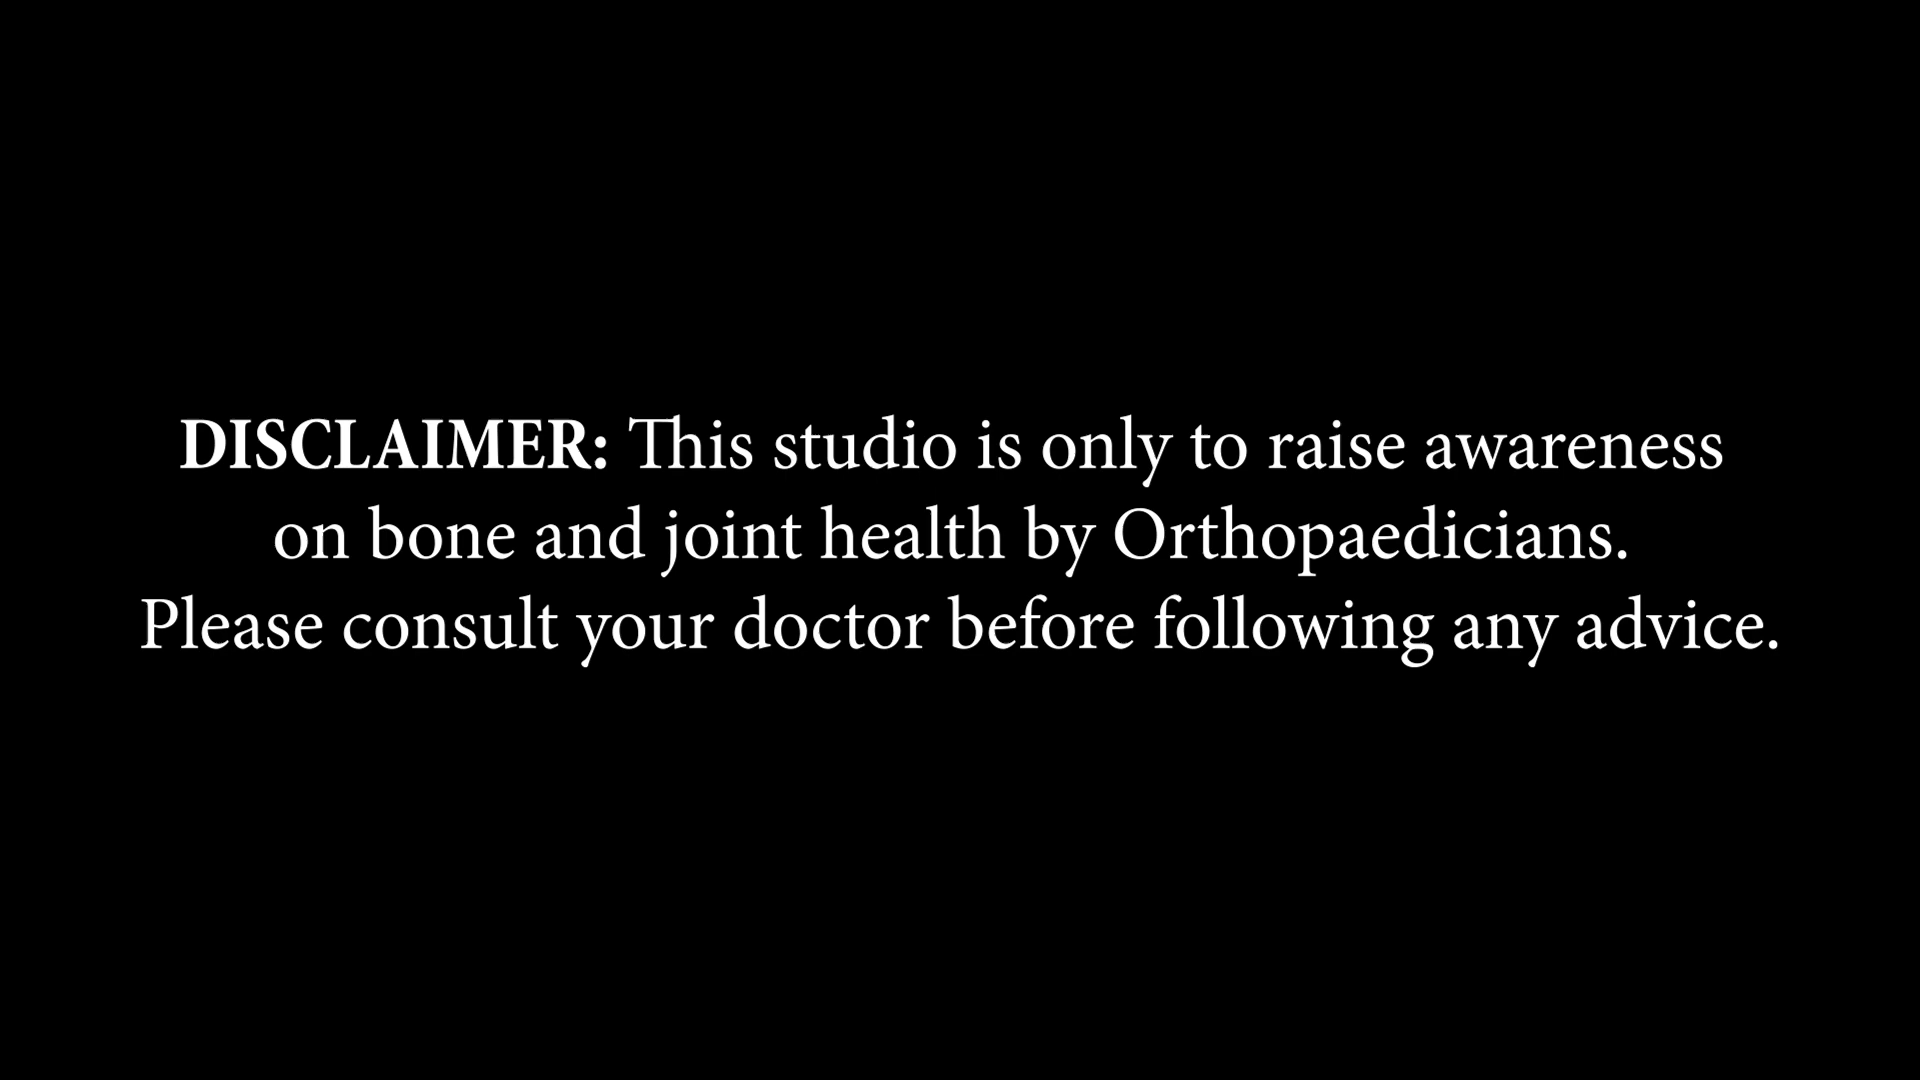 DISCLAIMER: This studio is only to raise awareness
on bone and joint health by Orthopaedicians.
Please consult your doctor before following any advice.